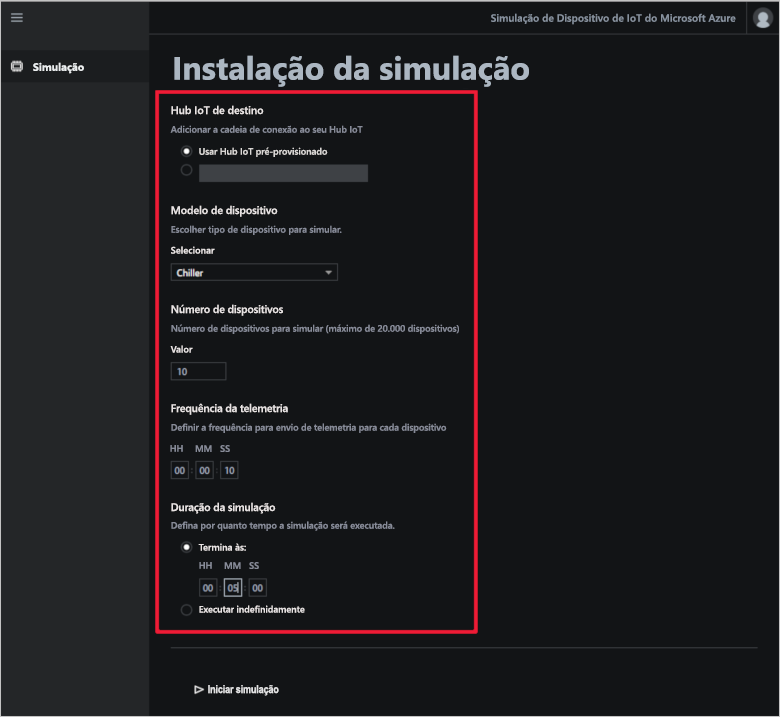 Simulação de Dispositivo de IoT do Microsoft Azure
Simulação
Instalação da simulação
Hub IoT de destino
Adicionar a cadeia de conexão ao seu Hub IoT
Usar Hub IoT pré-provisionado
Modelo de dispositivo
Escolher tipo de dispositivo para simular.
Selecionar
Chiller
Número de dispositivos
Número de dispositivos para simular (máximo de 20.000 dispositivos)
Valor
10
Frequência da telemetria
Definir a frequência para envio de telemetria para cada dispositivo
HH MM SS
00 : 00 : 10
Duração da simulação
Defina por quanto tempo a simulação será executada.
Termina às:
HH MM SS
00 : 05 : 00
Executar indefinidamente
Iniciar simulação